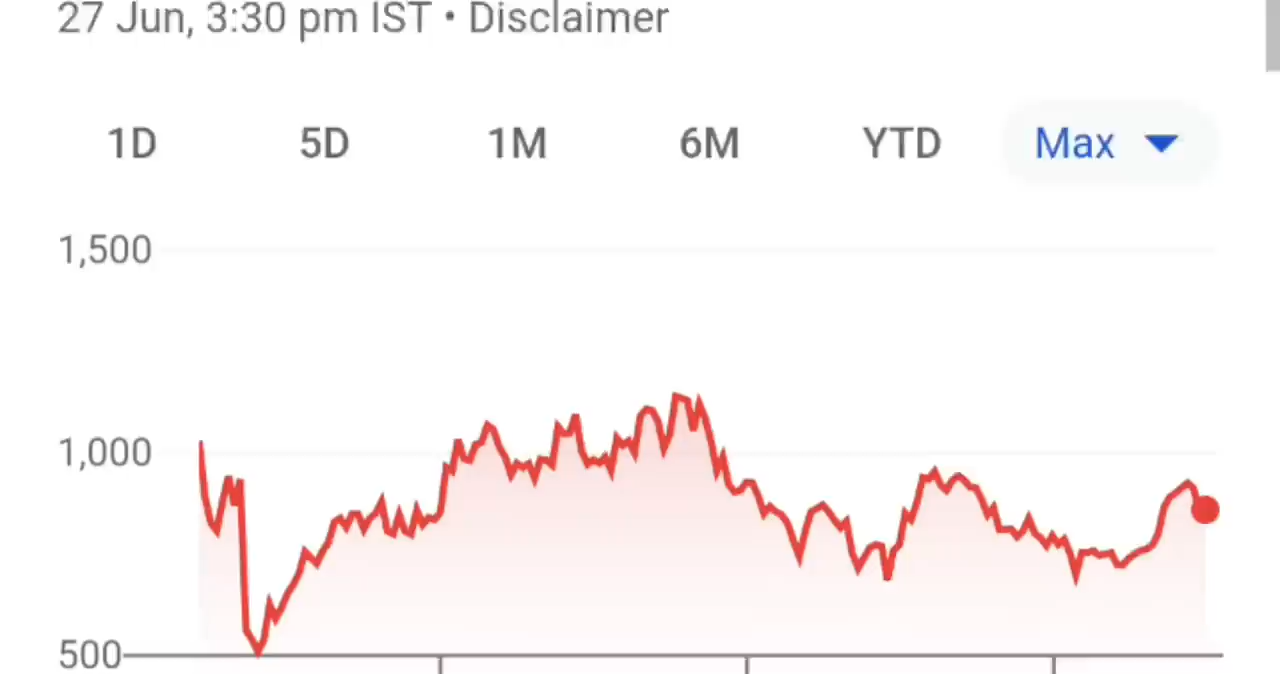 27 Jun, 3:30 pm IST • Disclaimer
1D 5D 1M 6M YTD Max
1,500
1,000
500